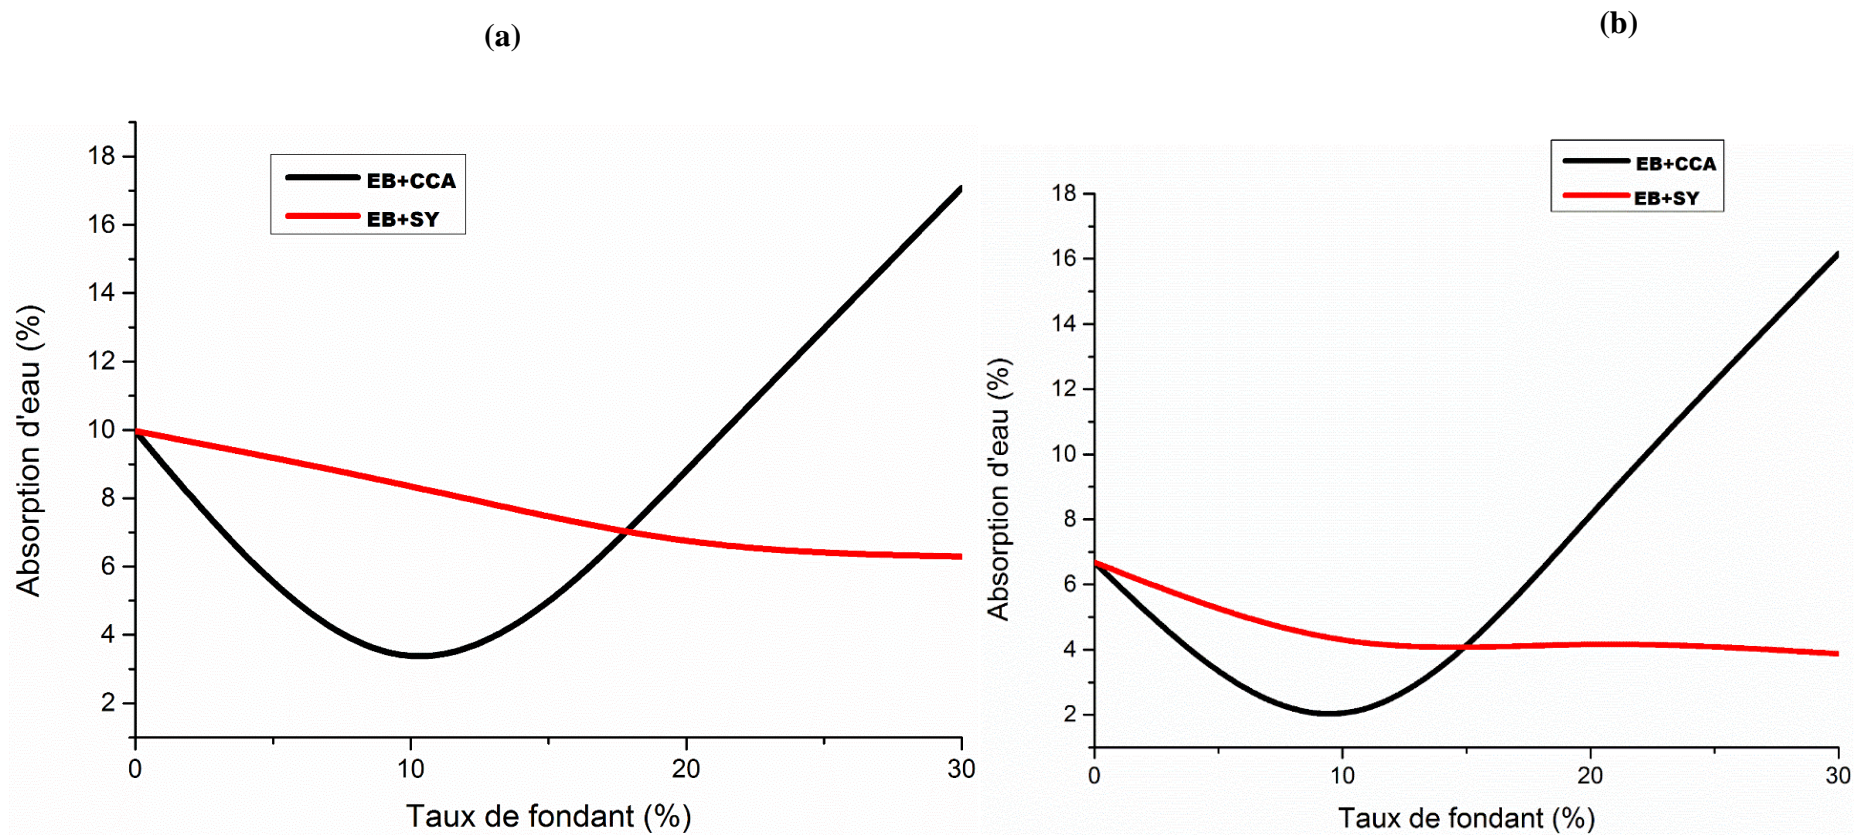 (a)
EB+CCA
EB+SY
18
16
14
12
10
8
6
4
2
0 10 20 30
Absorption d'eau (%)
Taux de fondant (%)
(b)
EB+CCA
EB+SY
18
16
14
12
10
8
6
4
2
0 10 20 30
Absorption d'eau (%)
Taux de fondant (%)